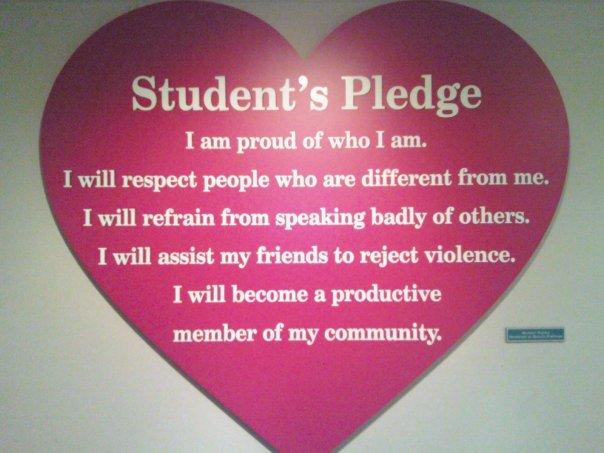 Student's Pledge
I am proud of who I am.
I will respect people who are different from me.
I will refrain from speaking badly of others.
I will assist my friends to reject violence.
I will become a productive
member of my community.